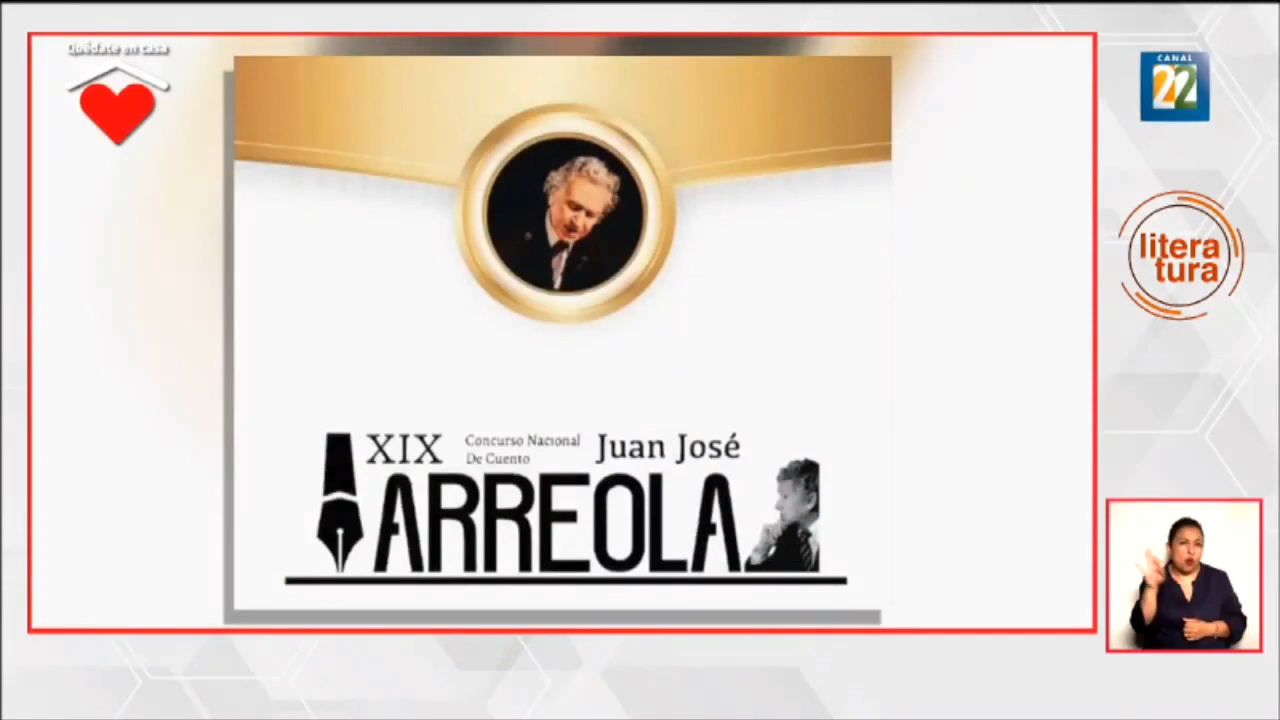 Quédate en casa
CANAL
22
litera
tura
XIX
Concurso Nacional
De Cuento
Juan José
ARREOLA